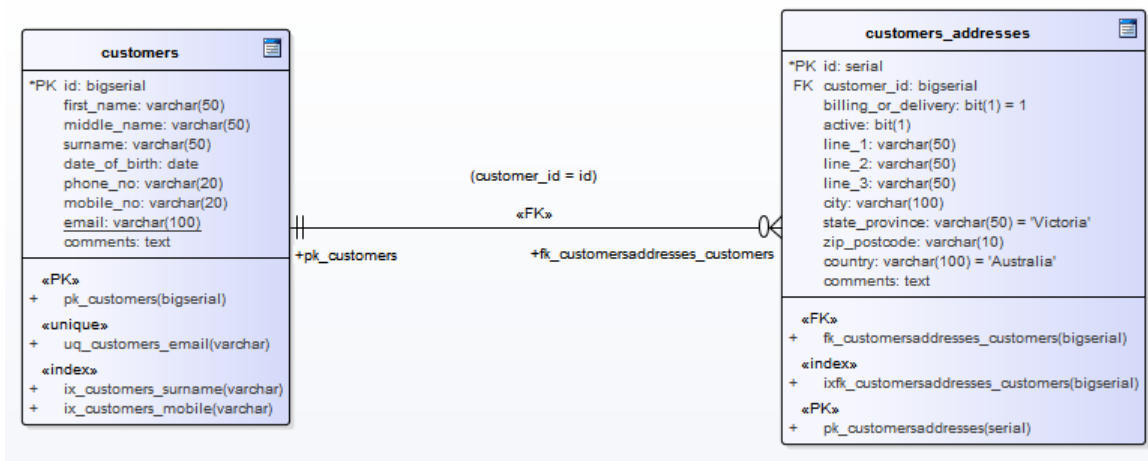 customers
*PK id: bigserial
first_name: varchar(50)
middle_name: varchar(50)
surname: varchar(50)
date_of_birth: date
phone_no: varchar(20)
mobile_no: varchar(20)
email: varchar(100)
comments: text
«PK»
+ pk_customers(bigserial)
«unique»
+ uq_customers_email(varchar)
«index»
+ ix_customers_surname(varchar)
+ ix_customers_mobile(varchar)
(customer_id = id)
«FK»
+pk_customers
+fk_customersaddresses_customers
customers_addresses
*PK id: serial
FK customer_id: bigserial
billing_or_delivery: bit(1) = 1
active: bit(1)
line_1: varchar(50)
line_2: varchar(50)
line_3: varchar(50)
city: varchar(100)
state_province: varchar(50) = 'Victoria'
zip_postcode: varchar(10)
country: varchar(100) = 'Australia'
comments: text
«FK»
+ fk_customersaddresses_customers(bigserial)
«index»
+ ixfk_customersaddresses_customers(bigserial)
«PK»
+ pk_customersaddresses(serial)